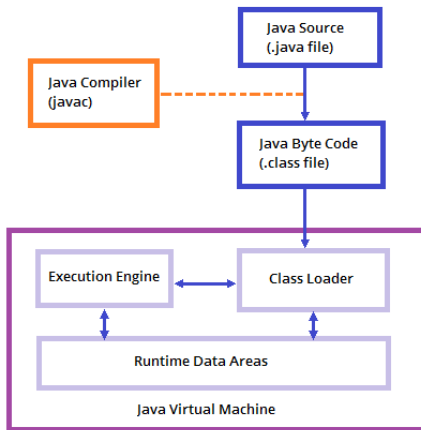 Java Source
(.java file)
Java Compiler
(javac)
Java Byte Code
(.class file)
Execution Engine
Class Loader
Runtime Data Areas
Java Virtual Machine